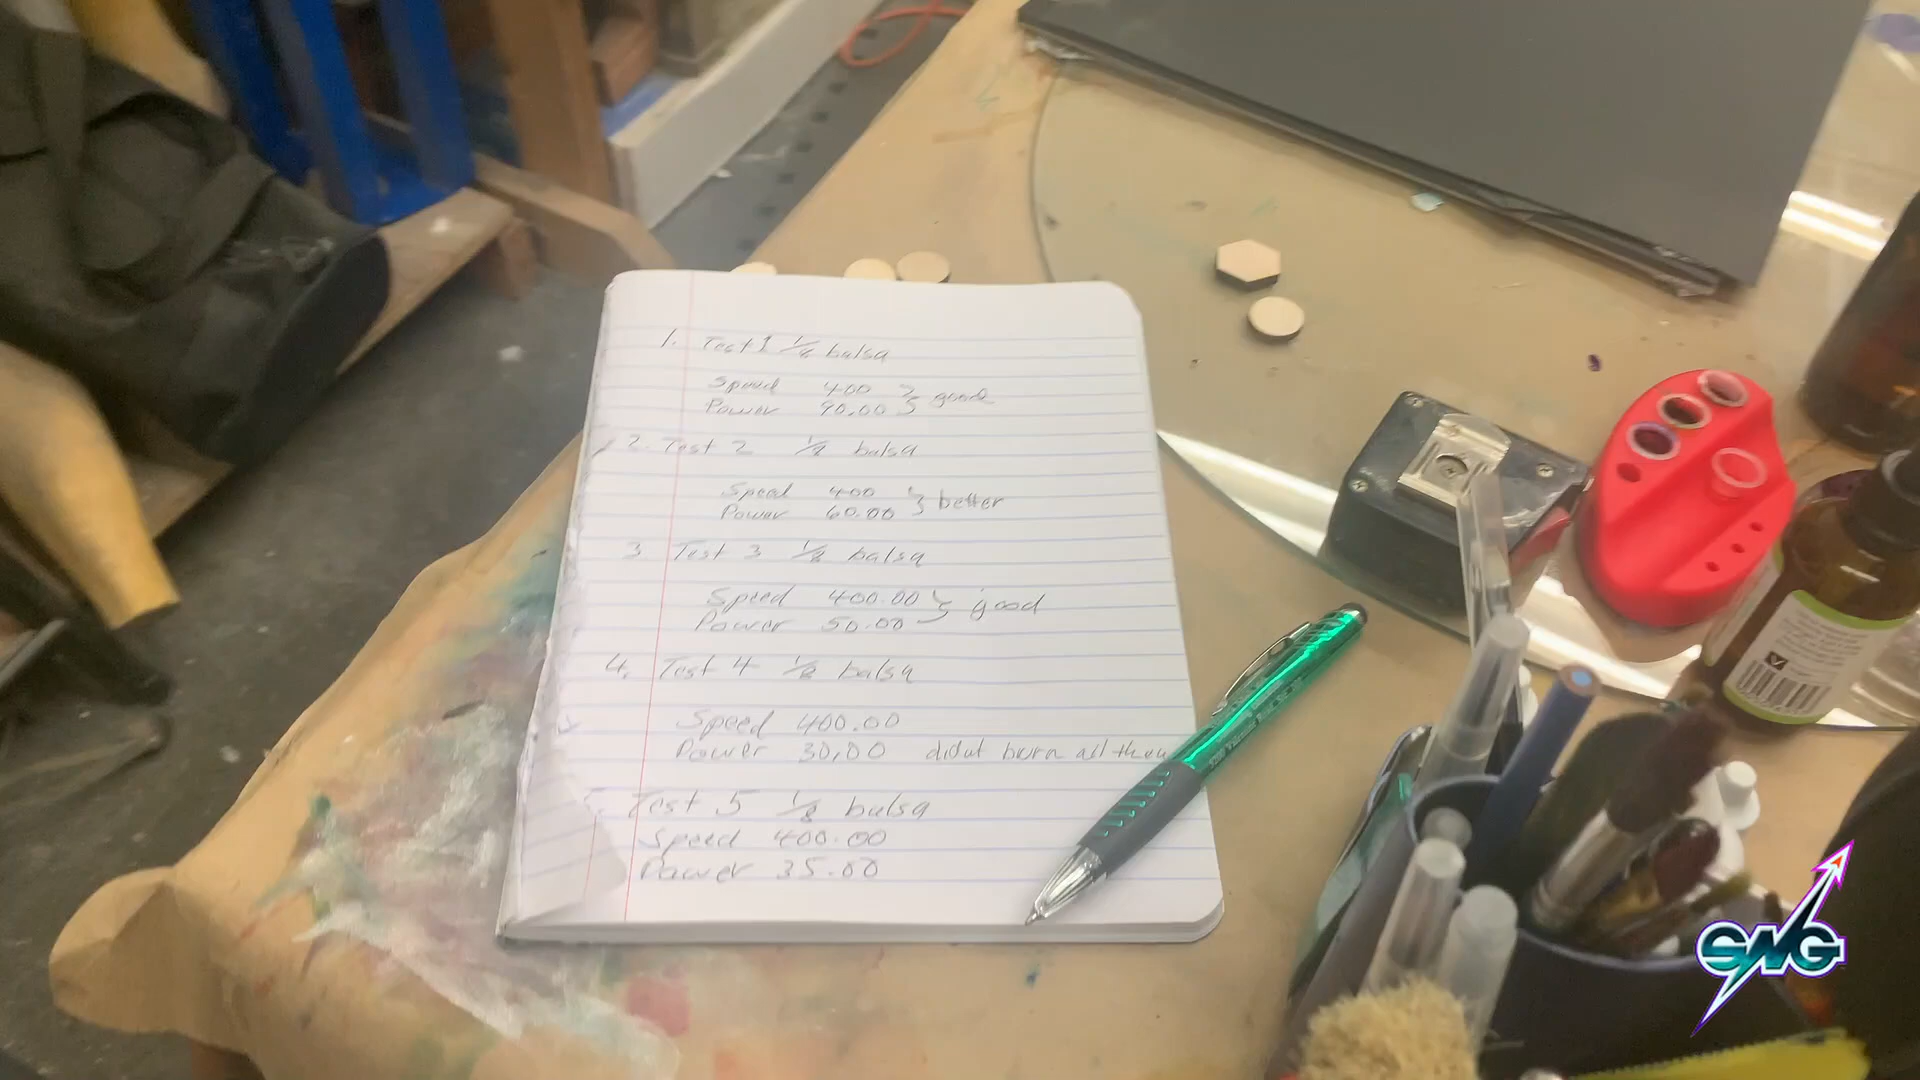 1. Test 1 1/8 balsa
Speed 400
Power 90.00 } good
2. Test 2 1/8 balsa
Speed 400
Power 60.00 } better
3 Test 3 1/8 balsa
Speed 400.00
Power 50.00 } good
4. Test 4 1/8 balsa
Speed 400.00
Power 30.00 didnt burn all
Test 5 1/8 balsa
Speed 400.00
Power 35.00
SNG